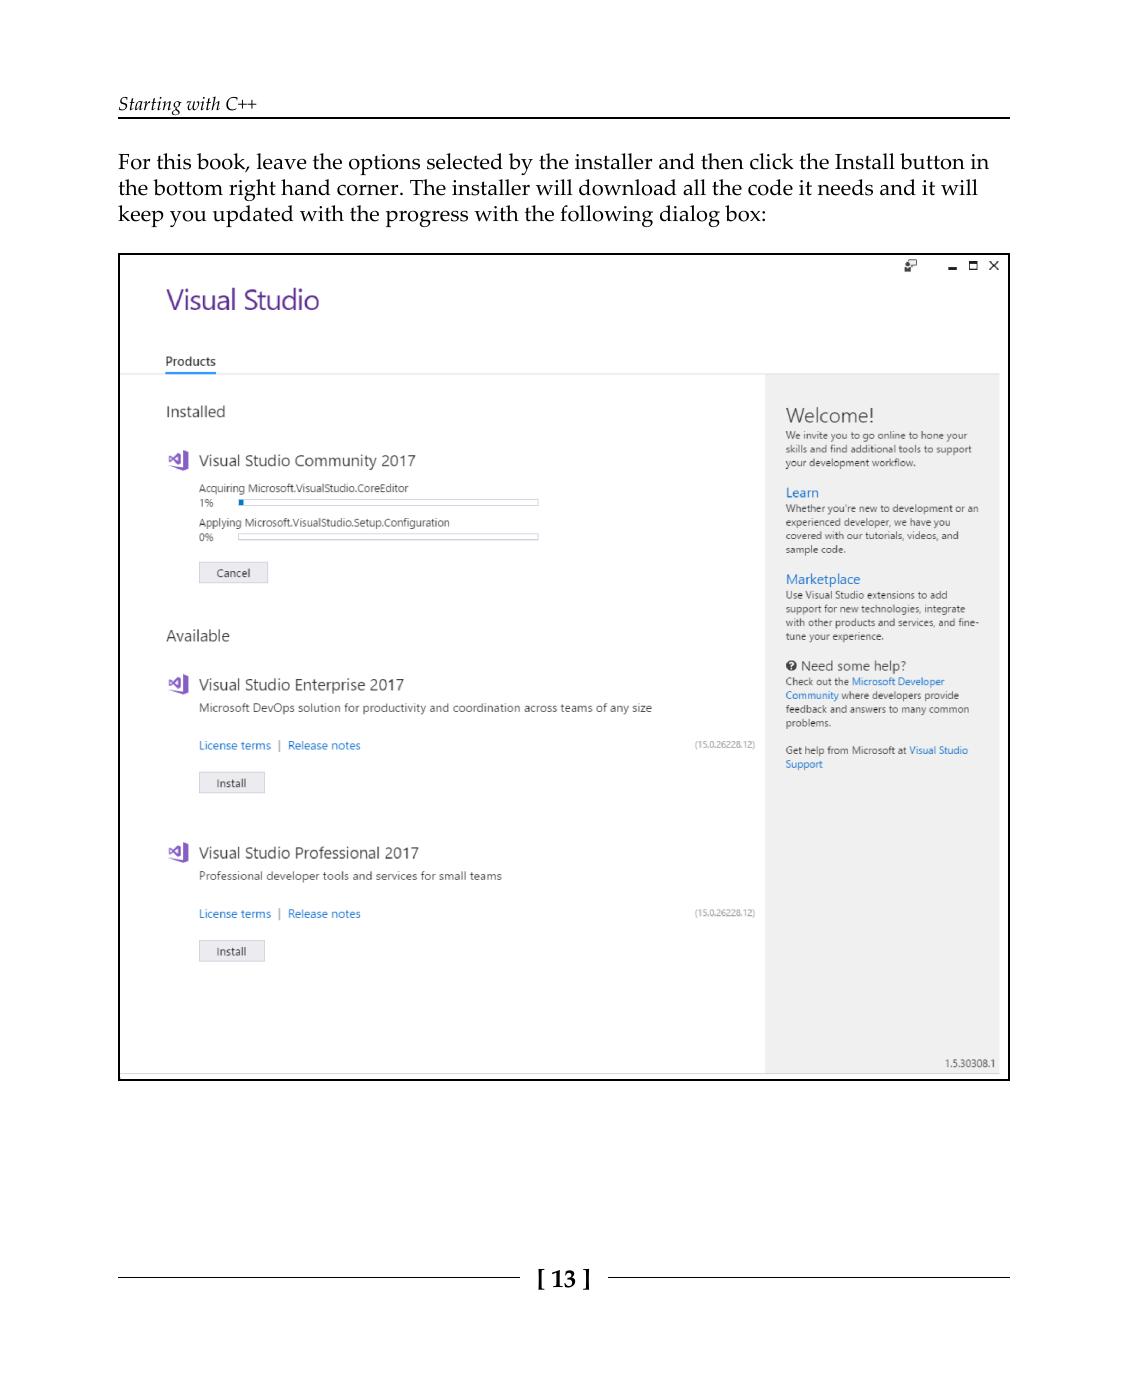 Starting with C++
For this book, leave the options selected by the installer and then click the Install button in
the bottom right hand corner. The installer will download all the code it needs and it will
keep you updated with the progress with the following dialog box:
Visual Studio
Products
Installed
Visual Studio Community 2017
Acquiring Microsoft.VisualStudio.CoreEditor
1%
Applying Microsoft.VisualStudio.Setup.Configuration
0%
Cancel
Available
Visual Studio Enterprise 2017
Microsoft DevOps solution for productivity and coordination across teams of any size
License terms | Release notes (15.0.26228.12)
Install
Visual Studio Professional 2017
Professional developer tools and services for small teams
License terms | Release notes (15.0.26228.12)
Install
Welcome!
We invite you to go online to hone your
skills and find additional tools to support
your development workflow.
Learn
Whether you're new to development or an
experienced developer, we have you
covered with our tutorials, videos, and
sample code.
Marketplace
Use Visual Studio extensions to add
support for new technologies, integrate
with other products and services, and fine-
tune your experience.
Need some help?
Check out the Microsoft Developer
Community where developers provide
feedback and answers to many common
problems.
Get help from Microsoft at Visual Studio
Support
1.5.30308.1
[ 13 ]